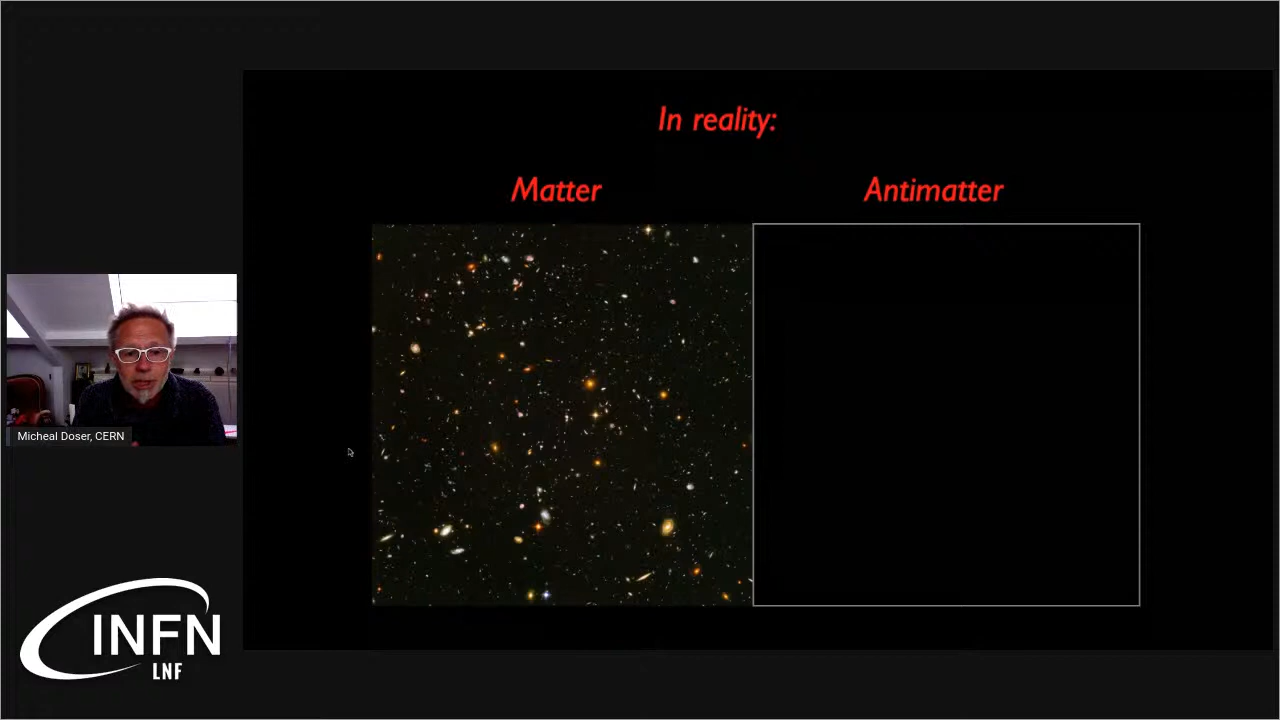 In reality:
Matter
Antimatter
Micheal Doser, CERN
INFN
LNF